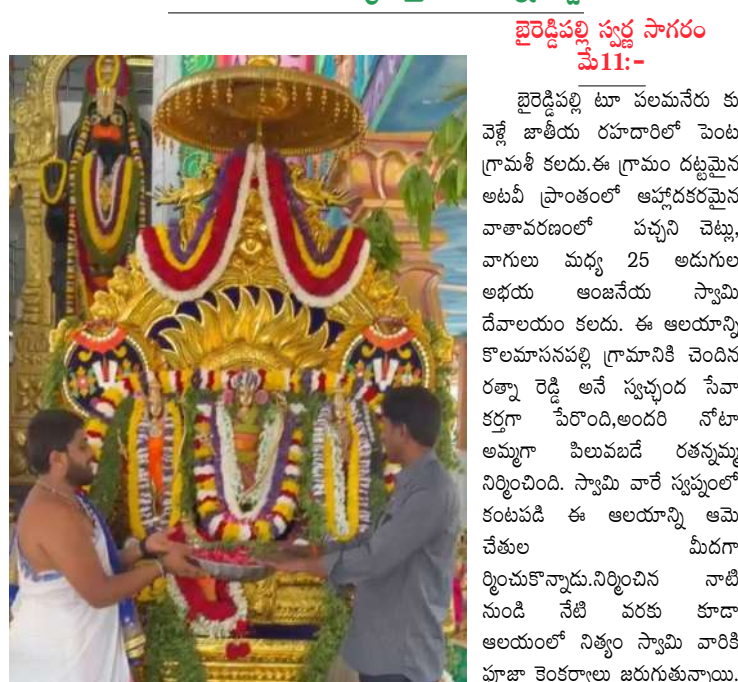 బైరెడ్డిపల్లి స్వర్ణ సాగరం
మే11:-
బైరెడ్డిపల్లి టూ పలమనేరు కు
వెళ్లే జాతీయ రహదారిలో పెంట
గ్రామశీ కలదు.ఈ గ్రామం దట్టమైన
అటవీ ప్రాంతంలో ఆహ్లాదకరమైన
వాతావరణంలో పచ్చని చెట్లు,
వాగులు మధ్య 25 అడుగుల
అభయ ఆంజనేయ స్వామి
దేవాలయం కలదు. ఈ ఆలయాన్ని
కొలమాసనపల్లి గ్రామానికి చెందిన
రత్నా రెడ్డి అనే స్వచ్ఛంద సేవా
కర్తగా పేరొంది,అందరి నోటా
అమ్మగా పిలువబడే రతన్నమ్మ
నిర్మించింది. స్వామి వారే స్వప్నంలో
కంటపడి ఈ ఆలయాన్ని ఆమె
చేతుల మీదగా
ర్మించుకొన్నాడు.నిర్మించిన నాటి
నుండి నేటి వరకు కూడా
ఆలయంలో నిత్యం స్వామి వారికి
పూజా కైంకర్యాలు జరుగుతున్నాయి.